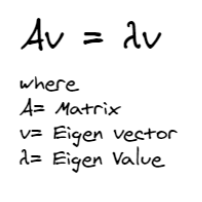 Av = λv
where
A= Matrix
v= Eigen vector
λ= Eigen Value